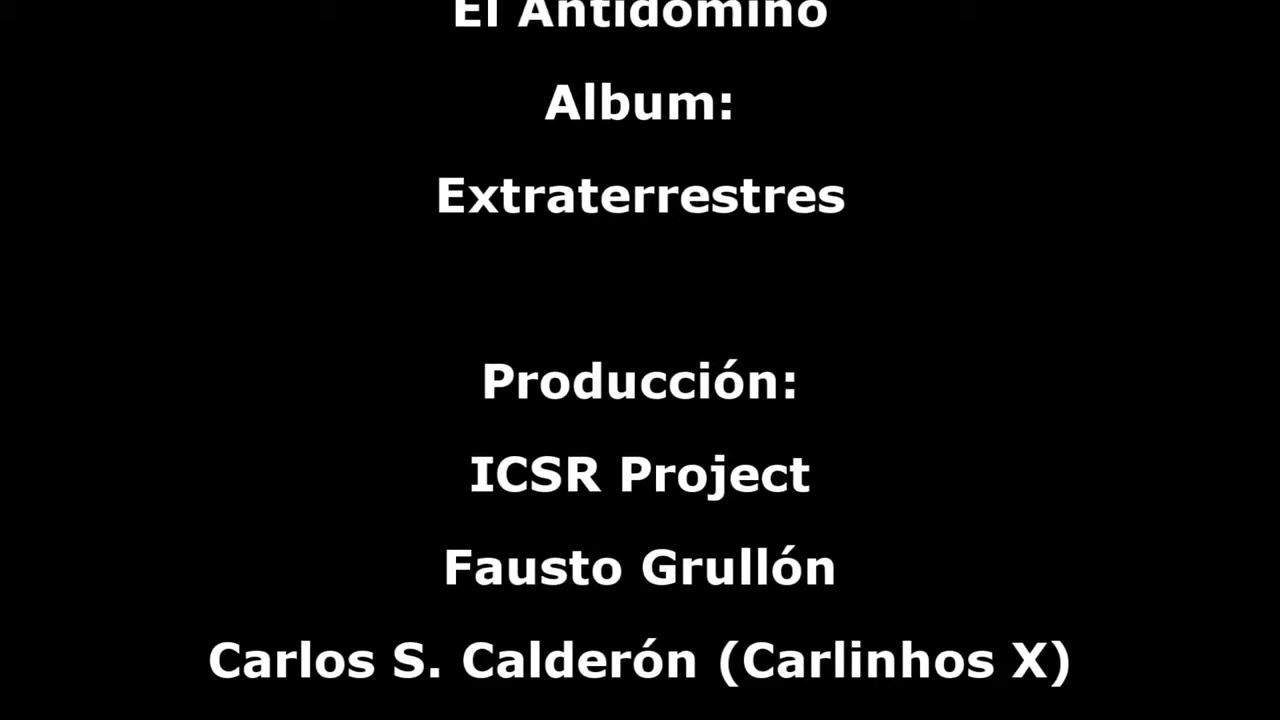 El Antidomino
Album:
Extraterrestres
Producción:
ICSR Project
Fausto Grullón
Carlos S. Calderón (Carlinhos X)